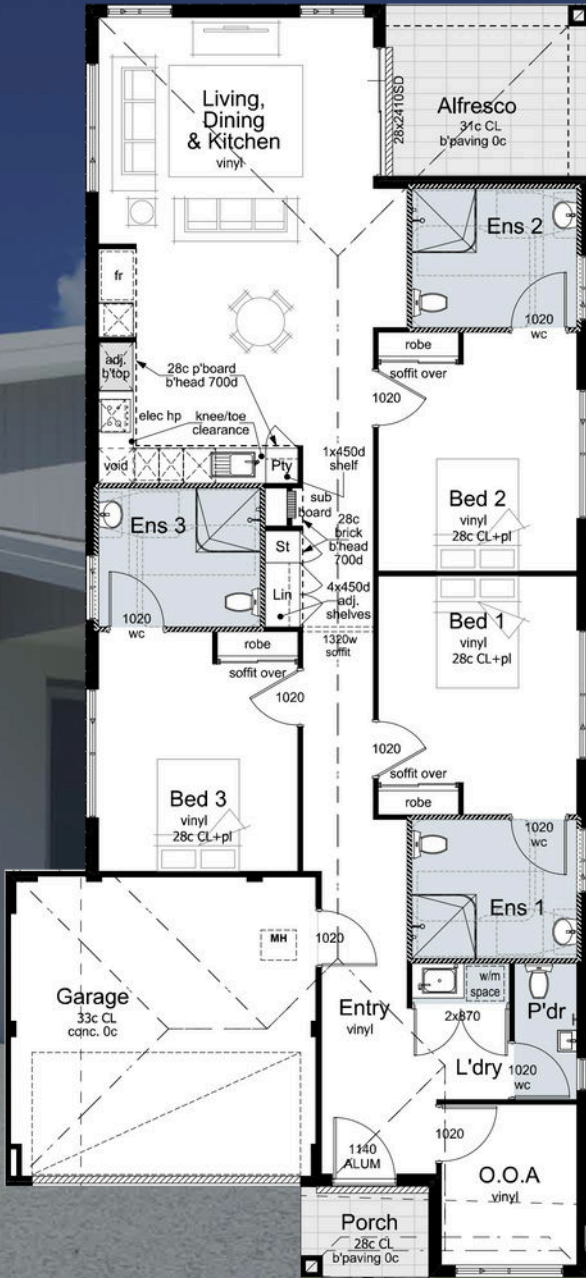 Living,
Dining
& Kitchen
vinyl
28x2410SD
Alfresco
31c CL
b'paving 0c
Ens 2
1020
wc
fr
adj.
b'top
28c p'board
b'head 700d
elec hp
knee/toe
clearance
void
Pty
1x450d
shelf
robe
soffit over
1020
Bed 2
vinyl
28c CL+pl
Ens 3
1020
wc
sub
board
28c
brick
b'head
700d
St
Lin
4x450d
adj.
shelves
1320w
soffit
robe
soffit over
1020
Bed 3
vinyl
28c CL+pl
Bed 1
vinyl
28c CL+pl
1020
soffit over
robe
1020
wc
Ens 1
Garage
33c CL
conc. 0c
MH
1020
Entry
vinyl
w/m
space
2x870
L'dry
P'dr
1020
wc
1140
ALUM
1020
O.O.A
vinyl
Porch
28c CL
b'paving 0c